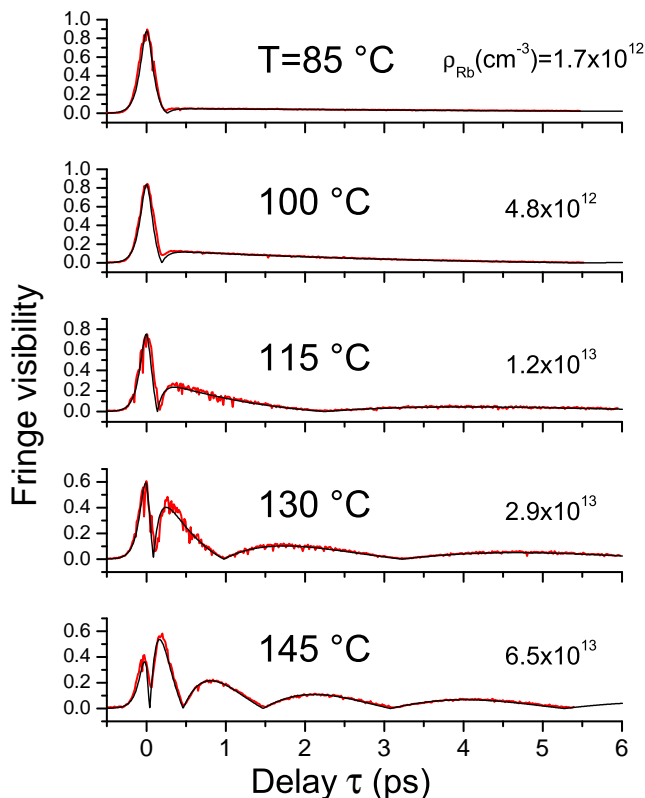 Fringe visibility
1.0
0.8
0.6
0.4
0.2
0.0
T=85 °C
ρRb(cm-3)=1.7x10^12
1.0
0.8
0.6
0.4
0.2
0.0
100 °C
4.8x10^12
0.8
0.6
0.4
0.2
0.0
115 °C
1.2x10^13
0.6
0.4
0.2
0.0
130 °C
2.9x10^13
0.6
0.4
0.2
0.0
145 °C
6.5x10^13
0 1 2 3 4 5 6
Delay τ (ps)